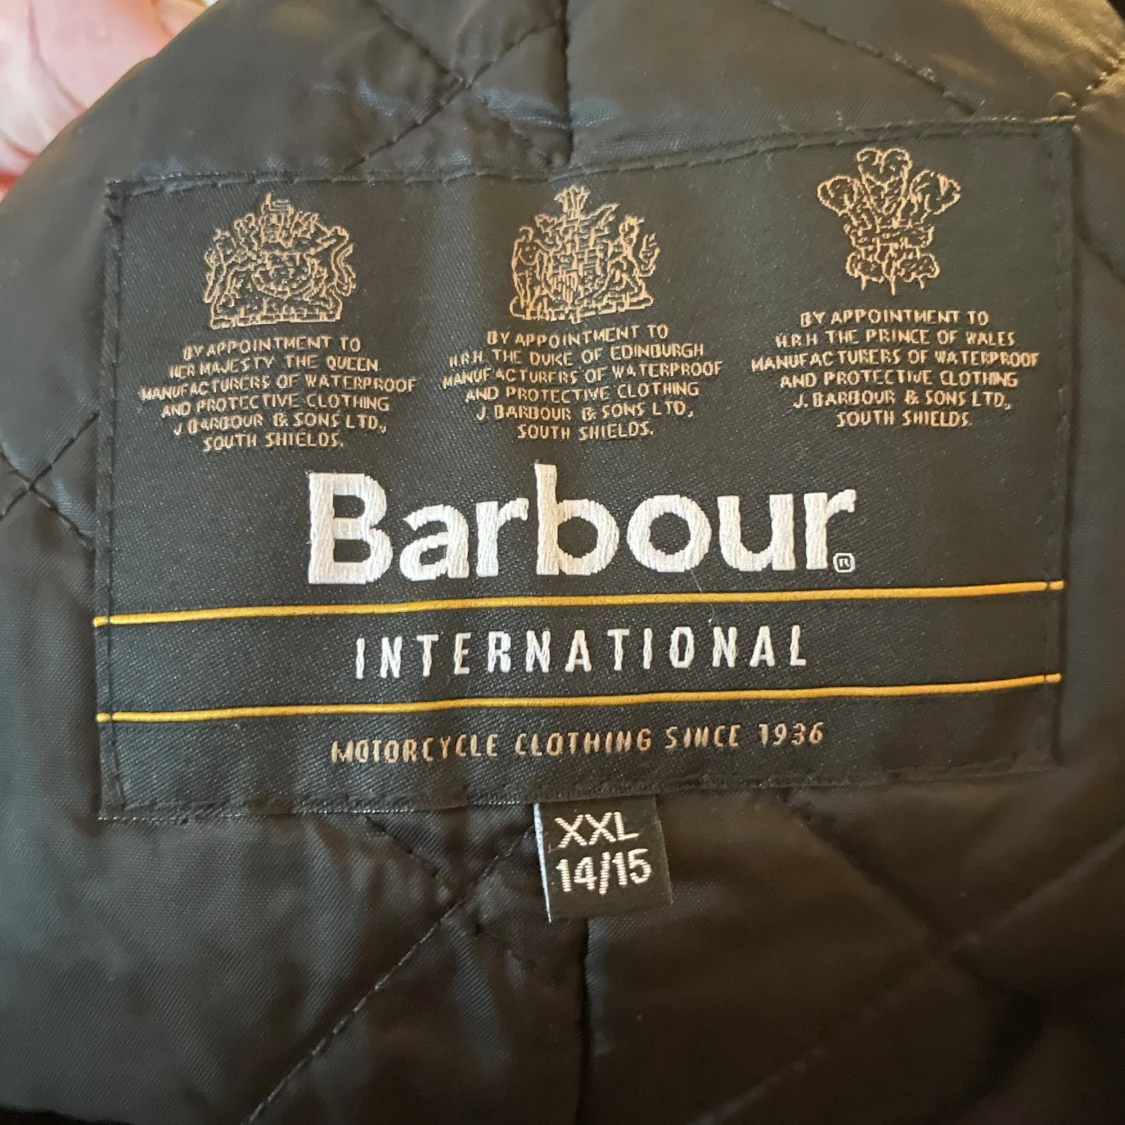 BY APPOINTMENT TO
HER MAJESTY THE QUEEN
MANUFACTURERS OF WATERPROOF
AND PROTECTIVE CLOTHING
J BARBOUR & SONS LTD,
SOUTH SHIELDS.
BY APPOINTMENT TO
H.R.H. THE DUKE OF EDINBURGH
MANUFACTURERS OF WATERPROOF
AND PROTECTIVE CLOTHING
J. BARBOUR & SONS LTD,
SOUTH SHIELDS.
BY APPOINTMENT TO
H.R.H THE PRINCE OF WALES
MANUFACTURERS OF WATERPROOF
AND PROTECTIVE CLOTHING
J. BARBOUR & SONS LTD,
SOUTH SHIELDS.
Barbour®
INTERNATIONAL
MOTORCYCLE CLOTHING SINCE 1936
XXL
14/15